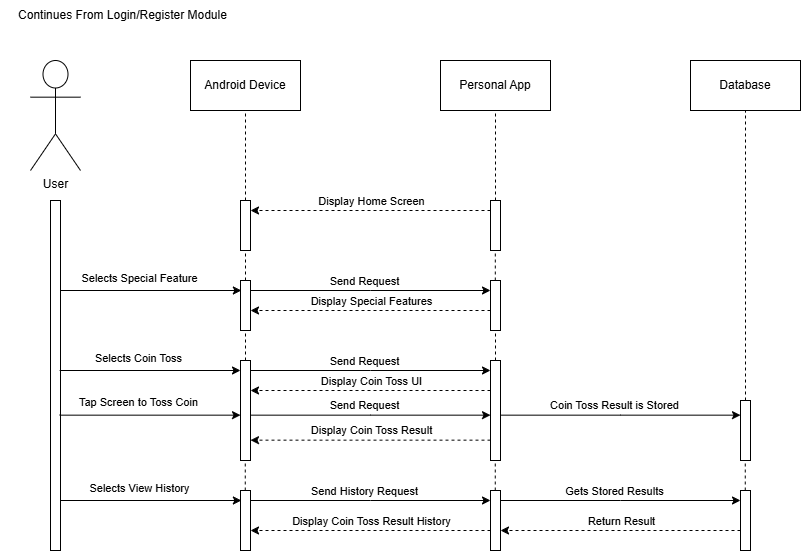 Continues From Login/Register Module
Android Device
Personal App
Database
User
Display Home Screen
Selects Special Feature
Send Request
Display Special Features
Selects Coin Toss
Send Request
Display Coin Toss UI
Tap Screen to Toss Coin
Send Request
Coin Toss Result is Stored
Display Coin Toss Result
Selects View History
Send History Request
Gets Stored Results
Display Coin Toss Result History
Return Result